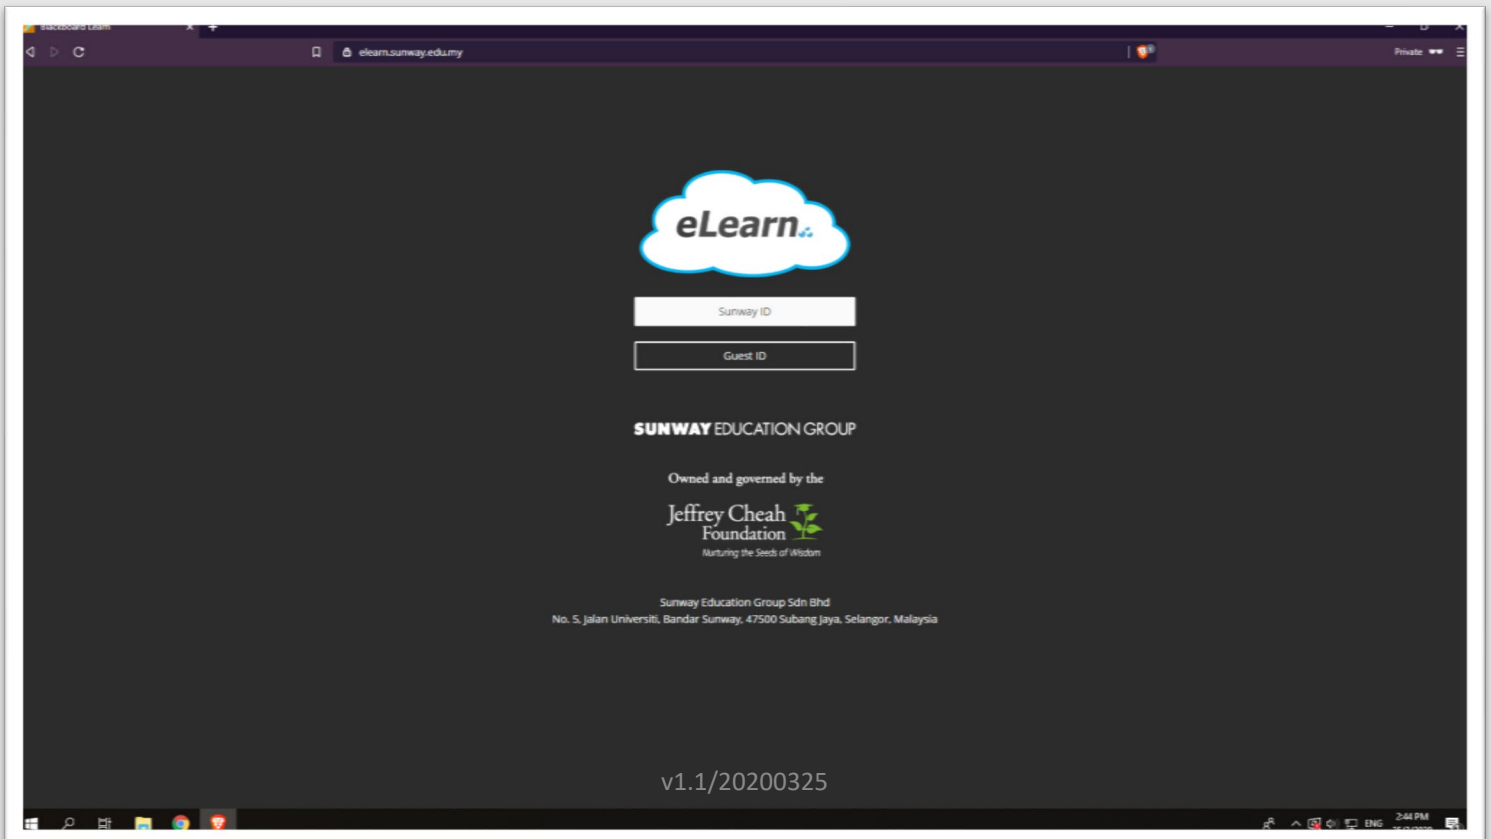 Blackboard Learn
elearn.sunway.edu.my
Private
eLearn
Sunway ID
Guest ID
SUNWAY EDUCATION GROUP
Owned and governed by the
Jeffrey Cheah
Foundation
Nurturing the Seeds of Wisdom
Sunway Education Group Sdn Bhd
No. 5, Jalan Universiti, Bandar Sunway, 47500 Subang Jaya, Selangor, Malaysia
v1.1/20200325
ENG
2:44 PM